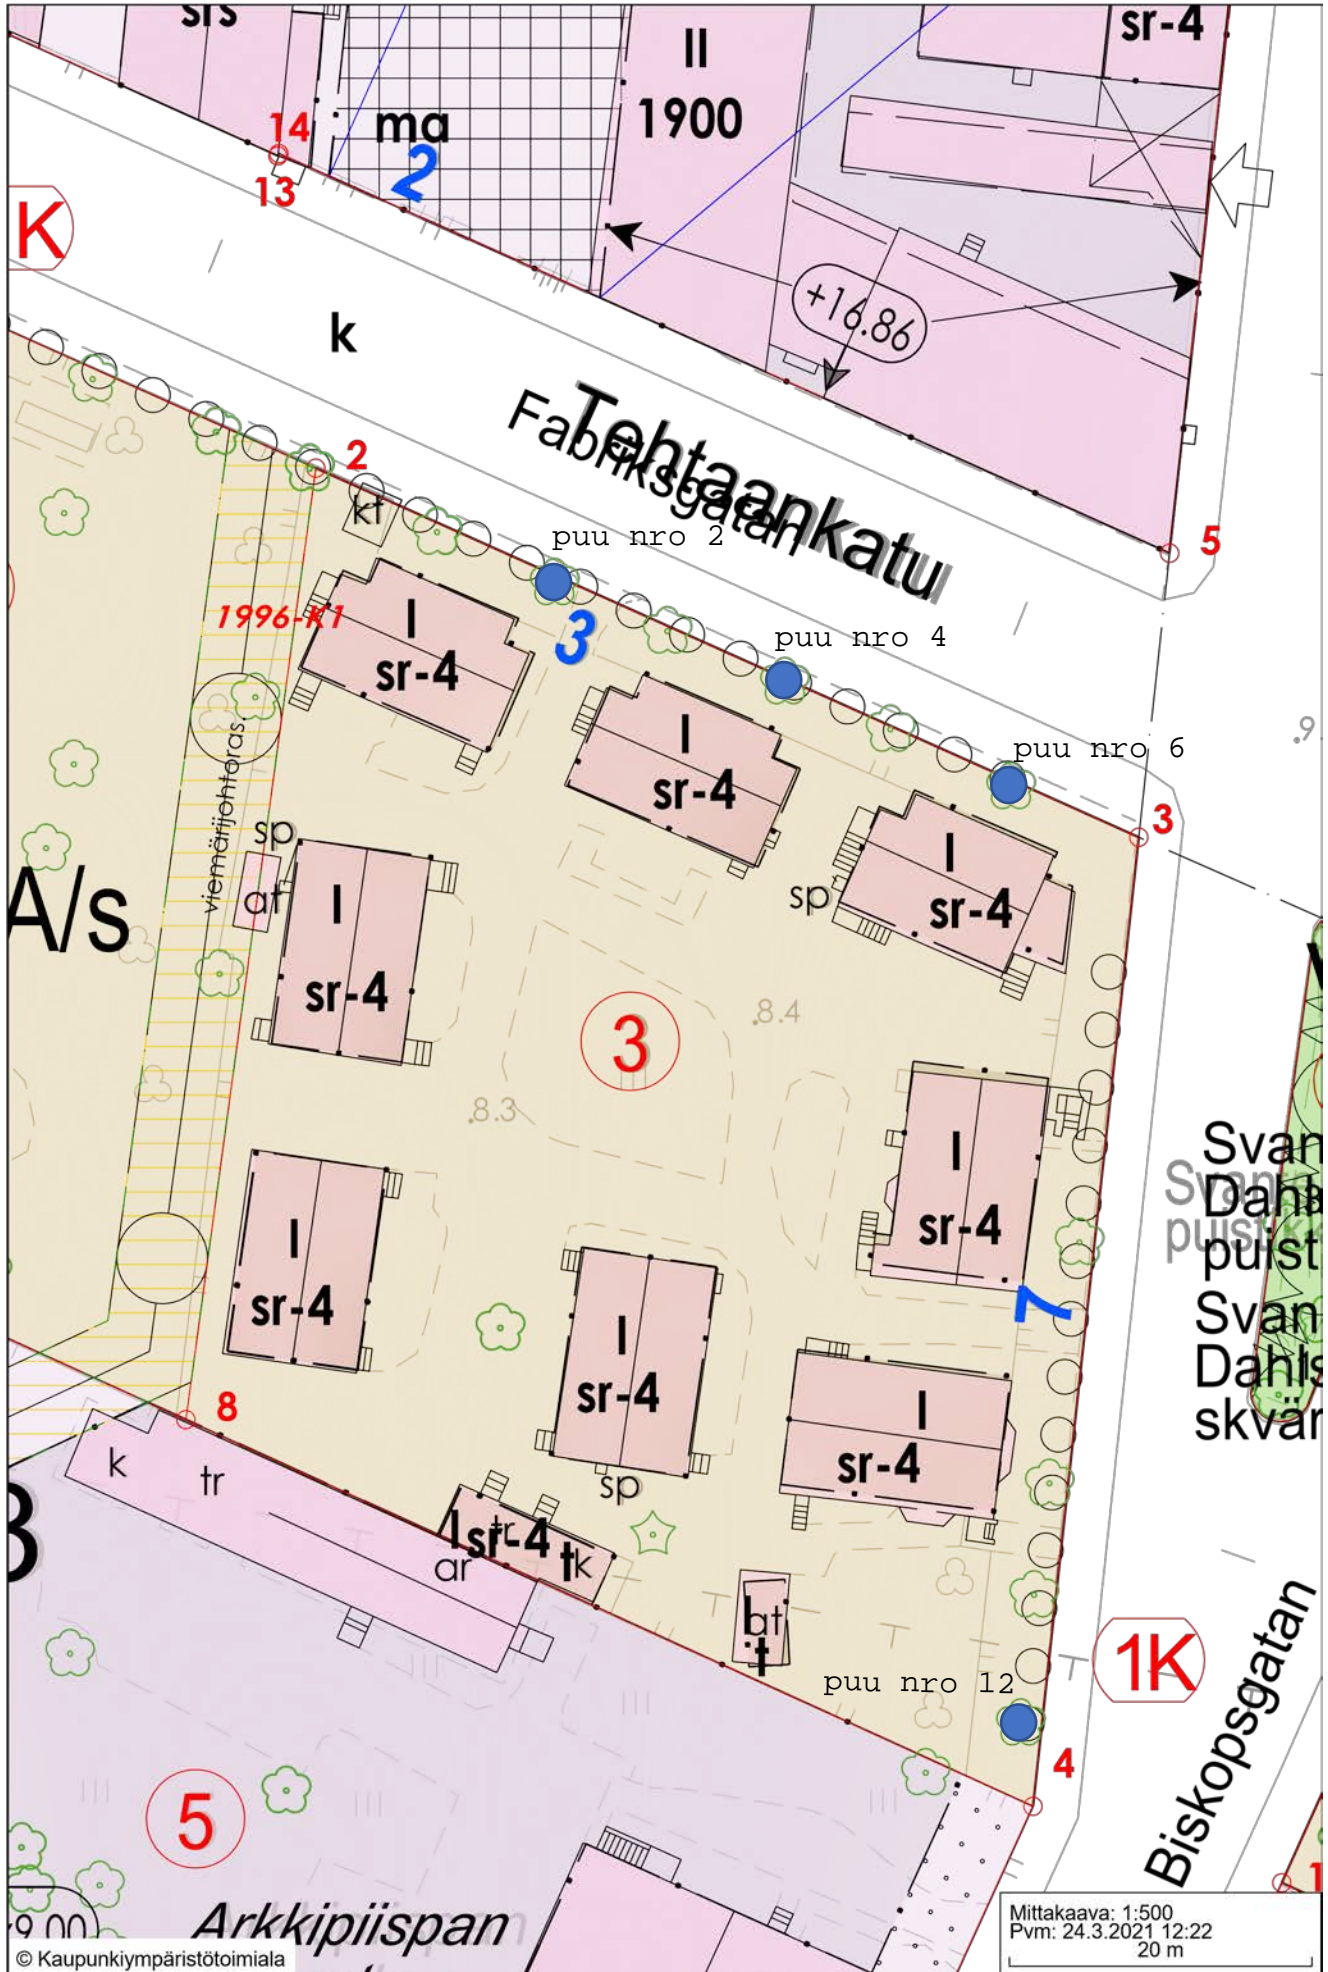 srs
II
1900
sr-4
14
13
ma
2
K
k
+16.86
Tehtaankatu
Fabriksgatan
5
2
kt
puu nro 2
3
puu nro 4
puu nro 6
3
.9
1996-K1
I
sr-4
I
sr-4
I
sr-4
sp
viemärijohtoras.
sp
at
A/s
I
sr-4
3
.8.4
.8.3
I
sr-4
7
I
sr-4
I
sr-4
I
sr-4
sp
8
k
tr
I sr-4
tr
t
k
ar
I
at
t
puu nro 12
1K
4
5
Svan
Dahl
puist
Svan
Dahls
skvär
Biskopsgatan
Arkkipiispan
Mittakaava: 1:500
Pvm: 24.3.2021 12:22
20 m
© Kaupunkiympäristötoimiala